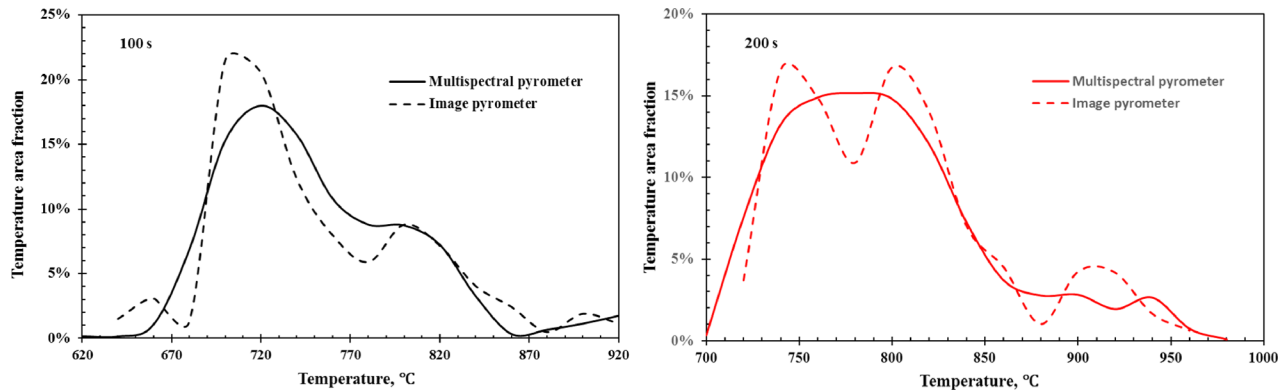 25%
20%
15%
10%
5%
0%
Temperature area fraction
100 s
Multispectral pyrometer
Image pyrometer
620 670 720 770 820 870 920
Temperature, ℃
20%
15%
10%
5%
0%
Temperature area fraction
200 s
Multispectral pyrometer
Image pyrometer
700 750 800 850 900 950 1000
Temperature, ℃